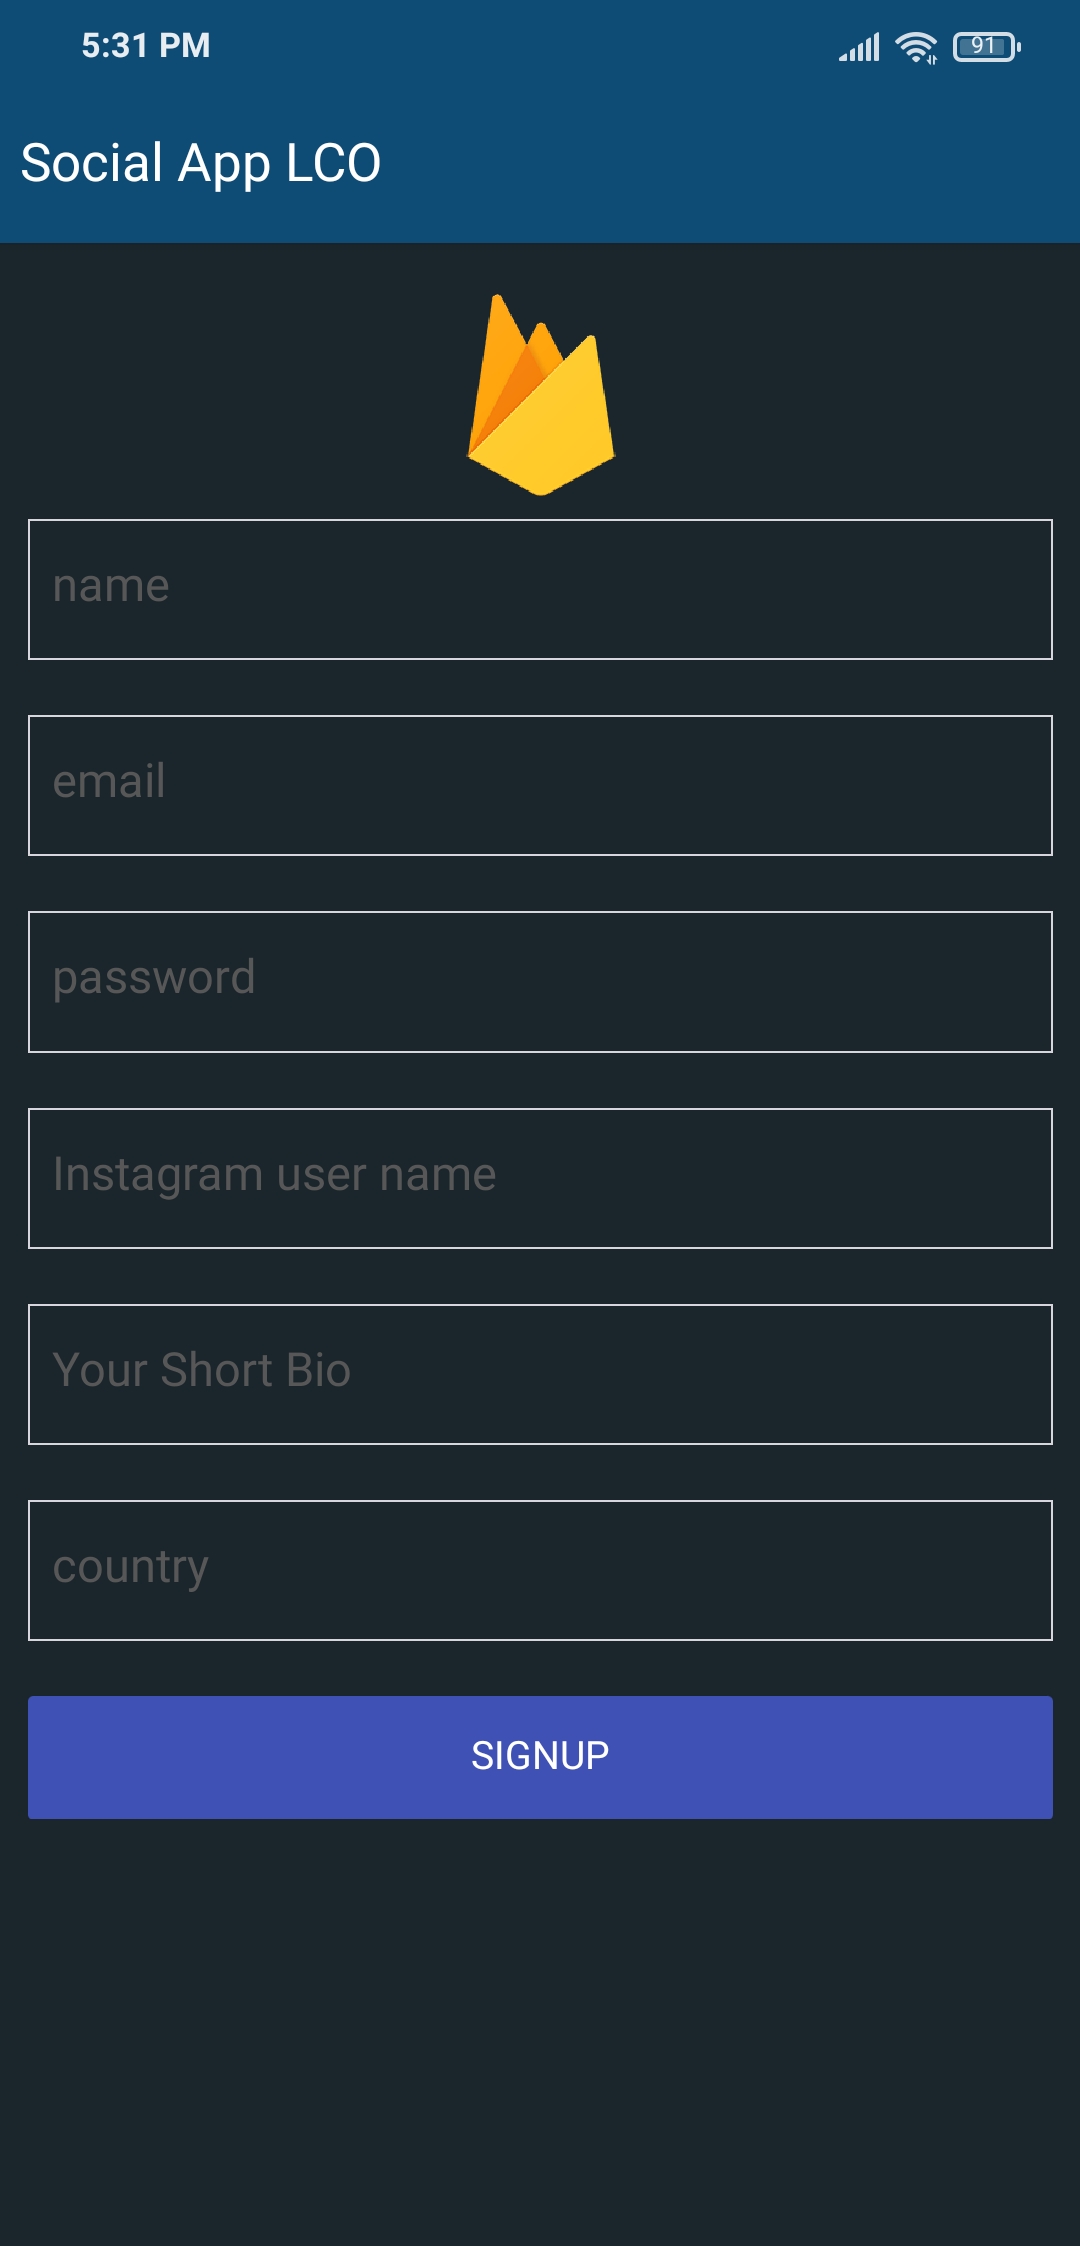 5:31 PM 91
Social App LCO
name
email
password
Instagram user name
Your Short Bio
country
SIGNUP